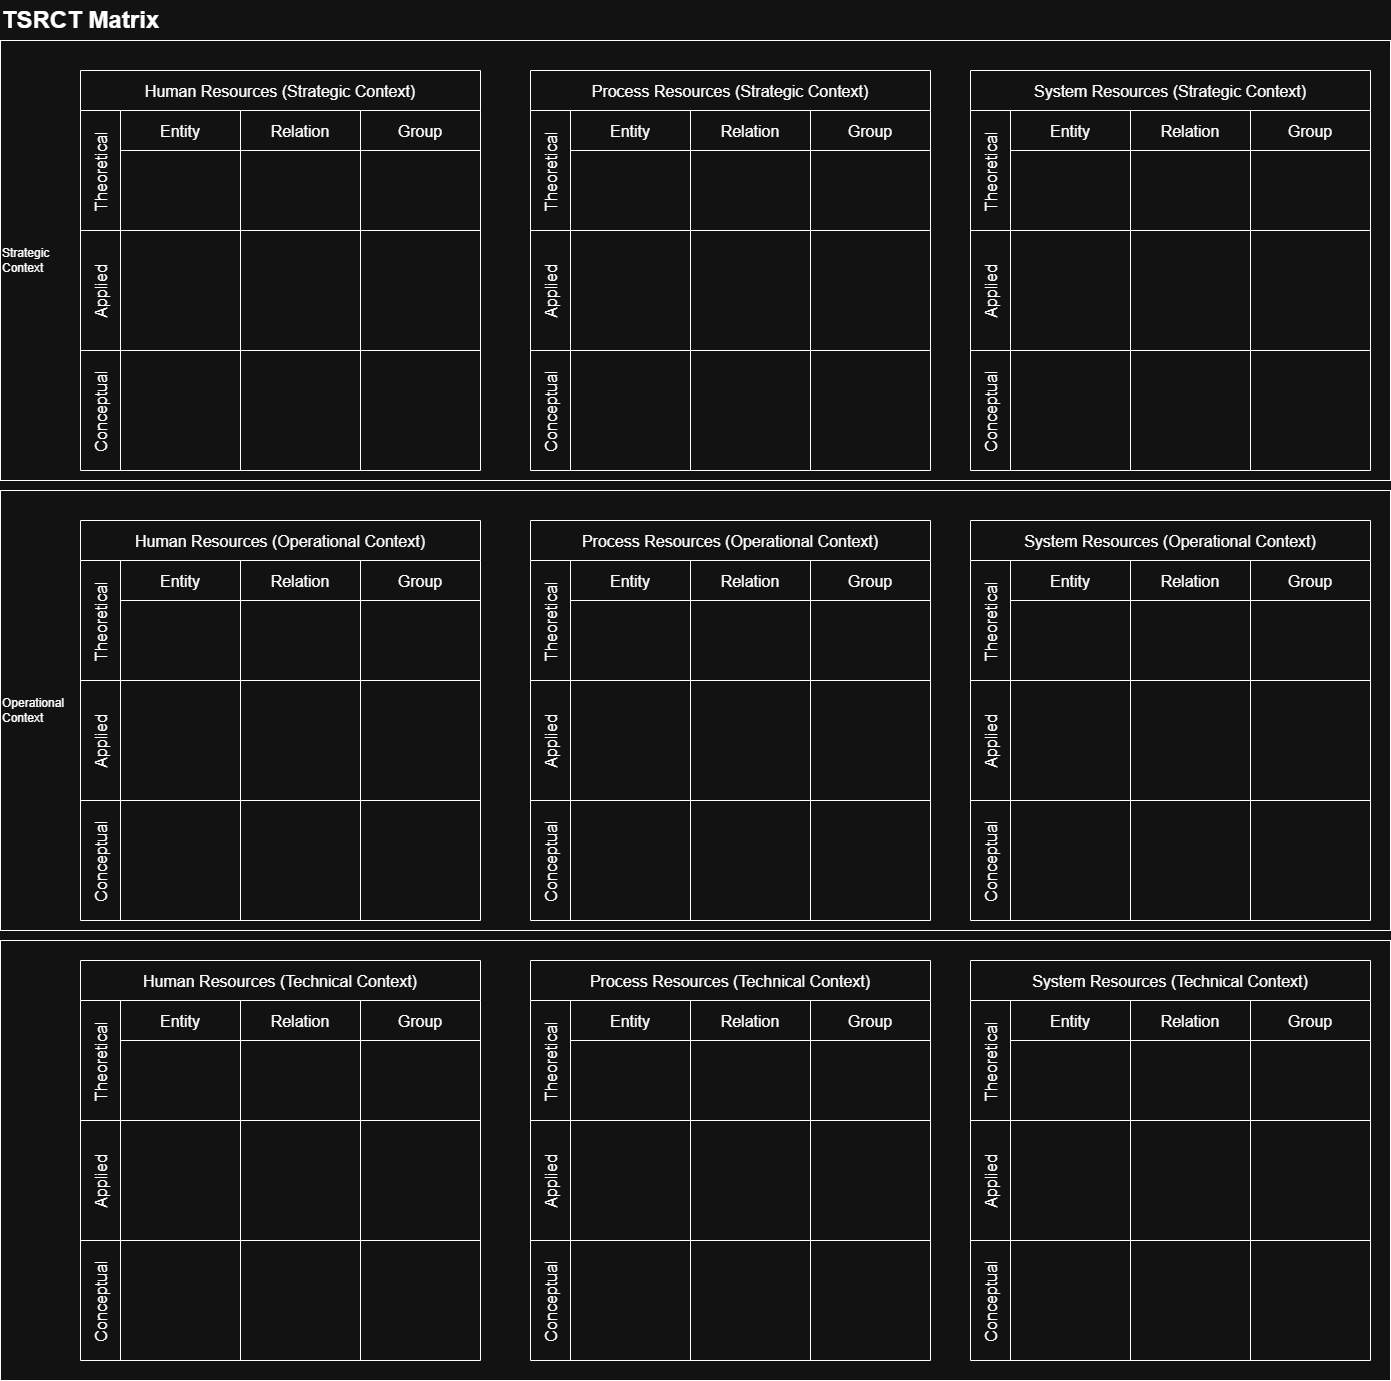 TSRCT Matrix
Human Resources (Strategic Context)
Entity Relation Group
Theoretical
Applied
Conceptual
Process Resources (Strategic Context)
Entity Relation Group
Theoretical
Applied
Conceptual
System Resources (Strategic Context)
Entity Relation Group
Theoretical
Applied
Conceptual
Strategic
Context
Human Resources (Operational Context)
Entity Relation Group
Theoretical
Applied
Conceptual
Process Resources (Operational Context)
Entity Relation Group
Theoretical
Applied
Conceptual
System Resources (Operational Context)
Entity Relation Group
Theoretical
Applied
Conceptual
Operational
Context
Human Resources (Technical Context)
Entity Relation Group
Theoretical
Applied
Conceptual
Process Resources (Technical Context)
Entity Relation Group
Theoretical
Applied
Conceptual
System Resources (Technical Context)
Entity Relation Group
Theoretical
Applied
Conceptual